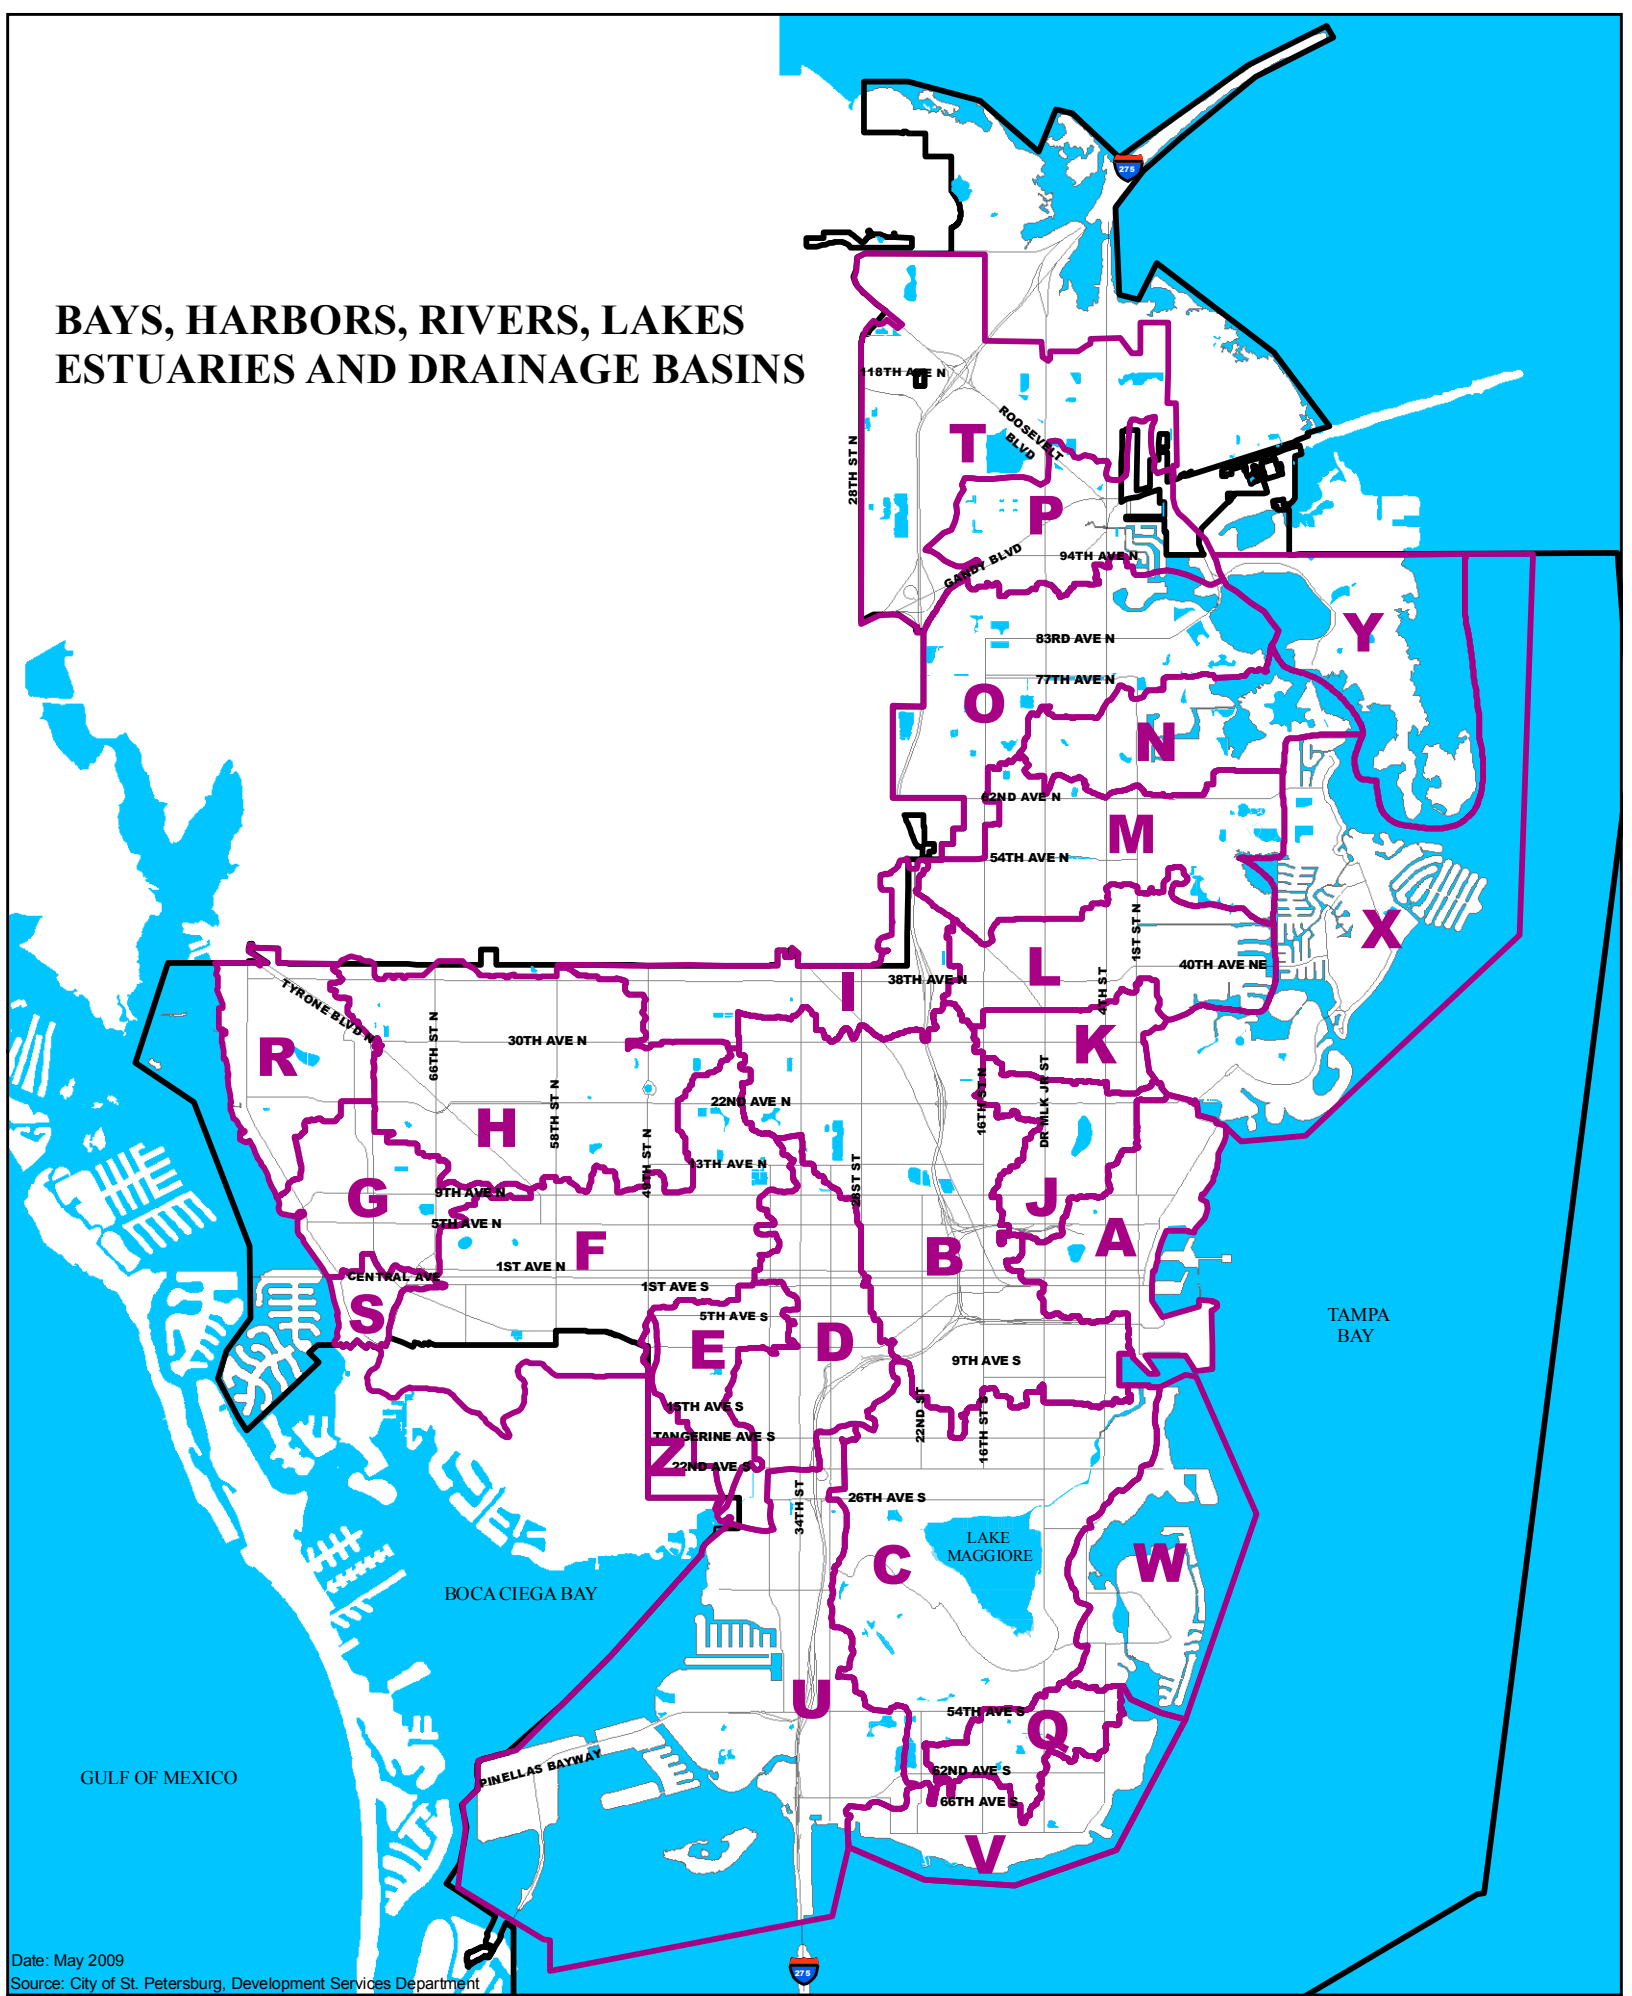 275
BAYS, HARBORS, RIVERS, LAKES
ESTUARIES AND DRAINAGE BASINS
118TH AVE N
ROOSEVELT
BLVD
T
28TH ST N
P
GANDY BLVD
94TH AVE N
83RD AVE N
Y
77TH AVE N
O
N
62ND AVE N
M
54TH AVE N
X
1ST ST N
L
40TH AVE NE
38TH AVE N
I
4TH ST
TYRONE BLVD N
66TH ST N
30TH AVE N
R
K
DR MLK JR ST
16TH ST N
22ND AVE N
H
58TH ST N
49TH ST N
13TH AVE N
28ST ST
9TH AVE N
G
J
5TH AVE N
A
F
B
1ST AVE N
CENTRAL AVE
1ST AVE S
S
5TH AVE S
TAMPA
BAY
E
D
9TH AVE S
15TH AVE S
22ND ST
16TH ST S
TANGERINE AVE S
Z
22ND AVE S
34TH ST
26TH AVE S
LAKE
MAGGIORE
C
W
BOCA CIEGA BAY
U
54TH AVE S
Q
PINELLAS BAYWAY
62ND AVE S
GULF OF MEXICO
66TH AVE S
V
Date: May 2009
275
Source: City of St. Petersburg, Development Services Department